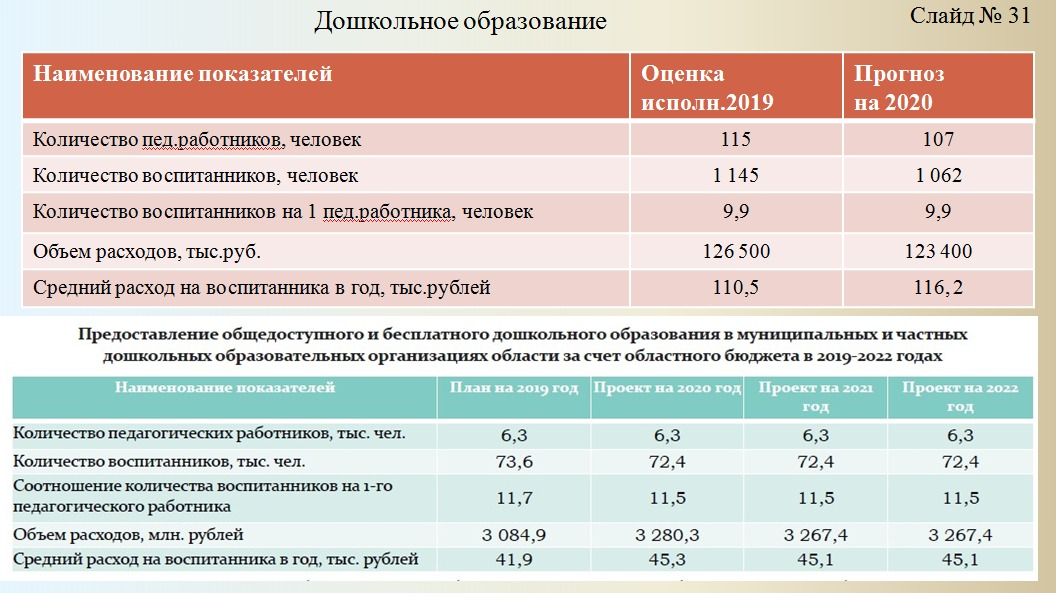 Дошкольное образование
Слайд № 31
Наименование показателей Оценка исполн.2019 Прогноз на 2020
Количество пед.работников, человек 115 107
Количество воспитанников, человек 1 145 1 062
Количество воспитанников на 1 пед.работника, человек 9,9 9,9
Объем расходов, тыс.руб. 126 500 123 400
Средний расход на воспитанника в год, тыс.рублей 110,5 116,2
Предоставление общедоступного и бесплатного дошкольного образования в муниципальных и частных
дошкольных образовательных организациях области за счет областного бюджета в 2019-2022 годах
Наименование показателей План на 2019 год Проект на 2020 год Проект на 2021 год Проект на 2022 год
Количество педагогических работников, тыс. чел. 6,3 6,3 6,3 6,3
Количество воспитанников, тыс. чел. 73,6 72,4 72,4 72,4
Соотношение количества воспитанников на 1-го
педагогического работника 11,7 11,5 11,5 11,5
Объем расходов, млн. рублей 3 084,9 3 280,3 3 267,4 3 267,4
Средний расход на воспитанника в год, тыс. рублей 41,9 45,3 45,1 45,1